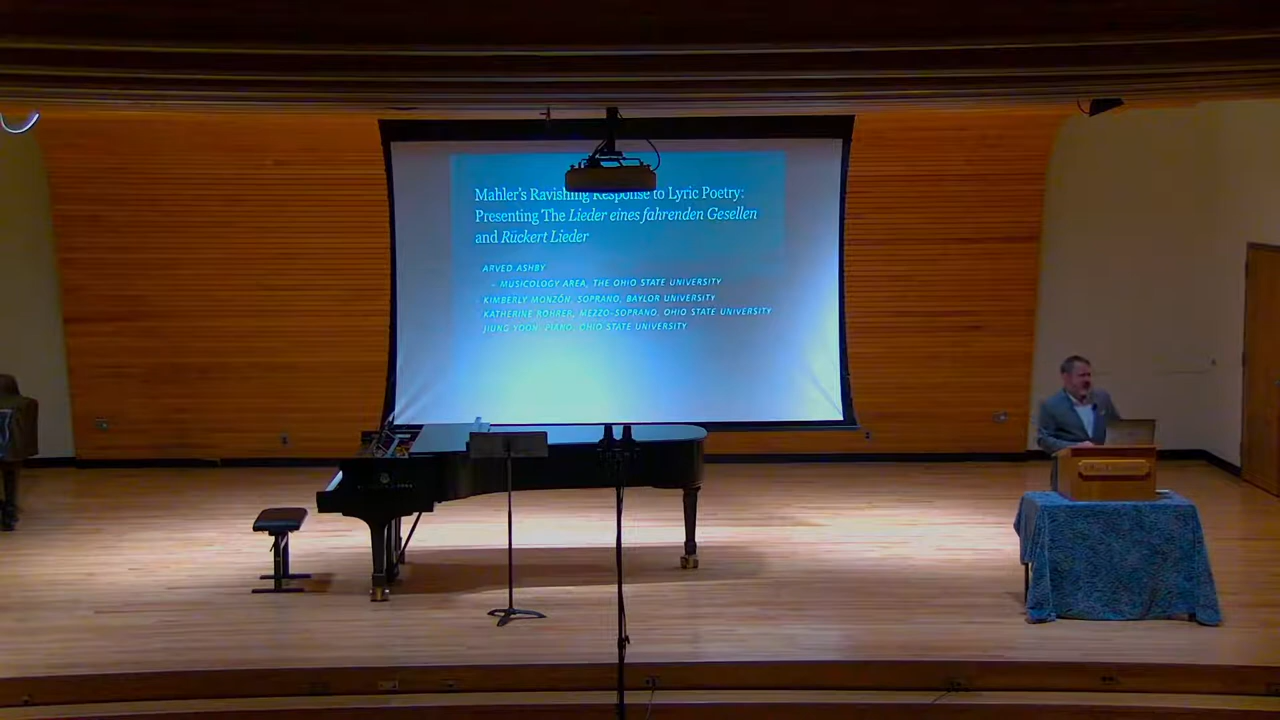 Mahler's Ravishing Response to Lyric Poetry:
Presenting The Lieder eines fahrenden Gesellen
and Rückert Lieder
ARVED ASHBY
– MUSICOLOGY AREA, THE OHIO STATE UNIVERSITY
KIMBERLY MONZÓN, SOPRANO, BAYLOR UNIVERSITY
KATHERINE ROHRER, MEZZO-SOPRANO, OHIO STATE UNIVERSITY
JIUNG YOON, PIANO, OHIO STATE UNIVERSITY